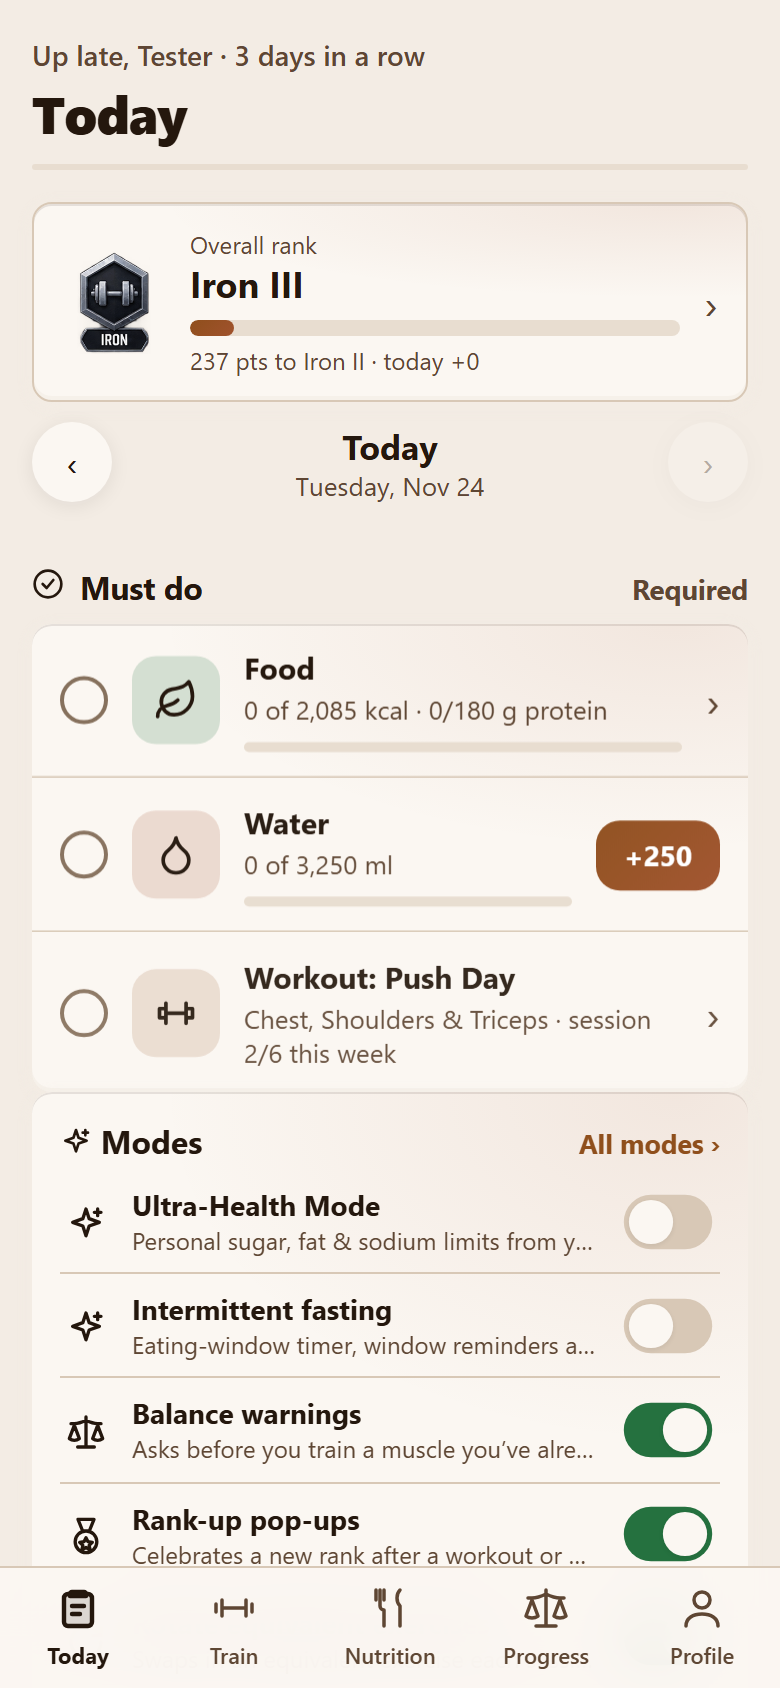 Up late, Tester · 3 days in a row
Today
Overall rank
Iron III
IRON
237 pts to Iron II · today +0
›
‹
Today
Tuesday, Nov 24
›
Must do
Required
Food
0 of 2,085 kcal · 0/180 g protein
›
Water
0 of 3,250 ml
+250
Workout: Push Day
Chest, Shoulders & Triceps · session
2/6 this week
›
Modes
All modes ›
Ultra-Health Mode
Personal sugar, fat & sodium limits from y...
Intermittent fasting
Eating-window timer, window reminders a...
Balance warnings
Asks before you train a muscle you’ve alre...
Rank-up pop-ups
Celebrates a new rank after a workout or ...
Today
Train
Nutrition
Progress
Profile